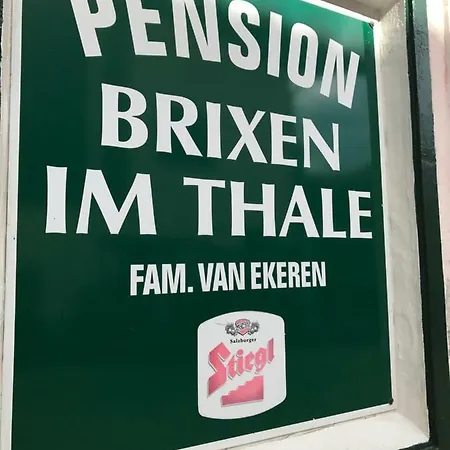 PENSION
BRIXEN
IM THALE
FAM. VAN EKEREN
Salzburger
Stiegl